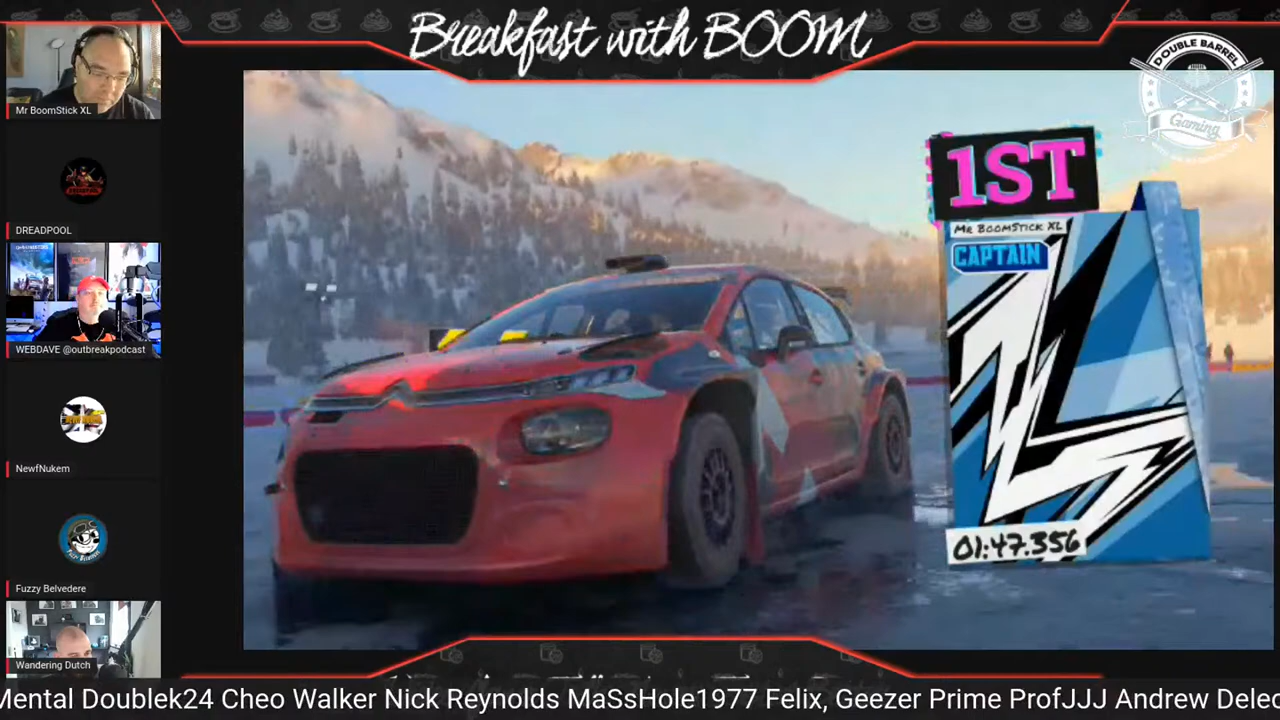 Breakfast with BOOM
DOUBLE BARREL
Gaming
Mr BoomStick XL
DREADPOOL
WEBDAVE @outbreakpodcast
NewfNukem
Fuzzy Belvedere
Wandering Dutch
1ST
MR BOOMSTICK XL
CAPTAIN
01:47.356
Mental Doublek24 Cheo Walker Nick Reynolds MaSsHole1977 Felix, Geezer Prime ProfJJJ Andrew Delec